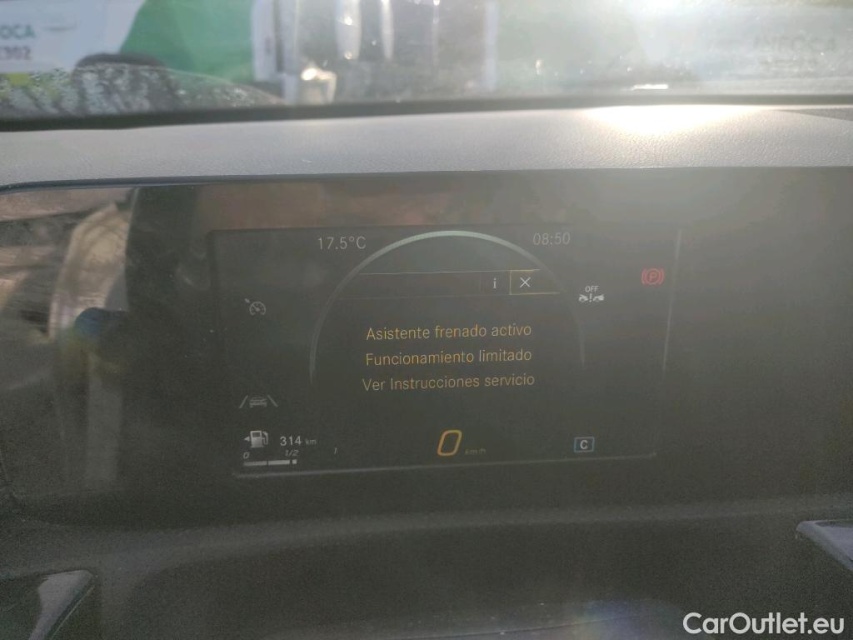 OCA
17.5°C
08:50
i
OFF
Asistente frenado activo
Funcionamiento limitado
Ver Instrucciones servicio
314 km
0
1/2
0 km/h
C
CarOutlet.eu